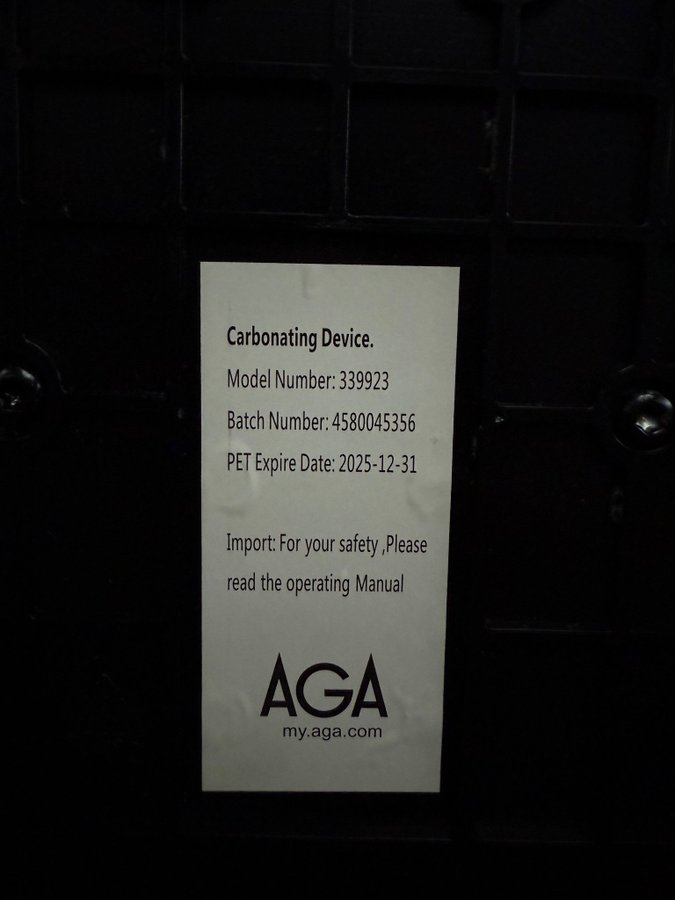 Carbonating Device.
Model Number: 339923
Batch Number: 4580045356
PET Expire Date: 2025-12-31
Import: For your safety ,Please
read the operating Manual
AGA
my.aga.com